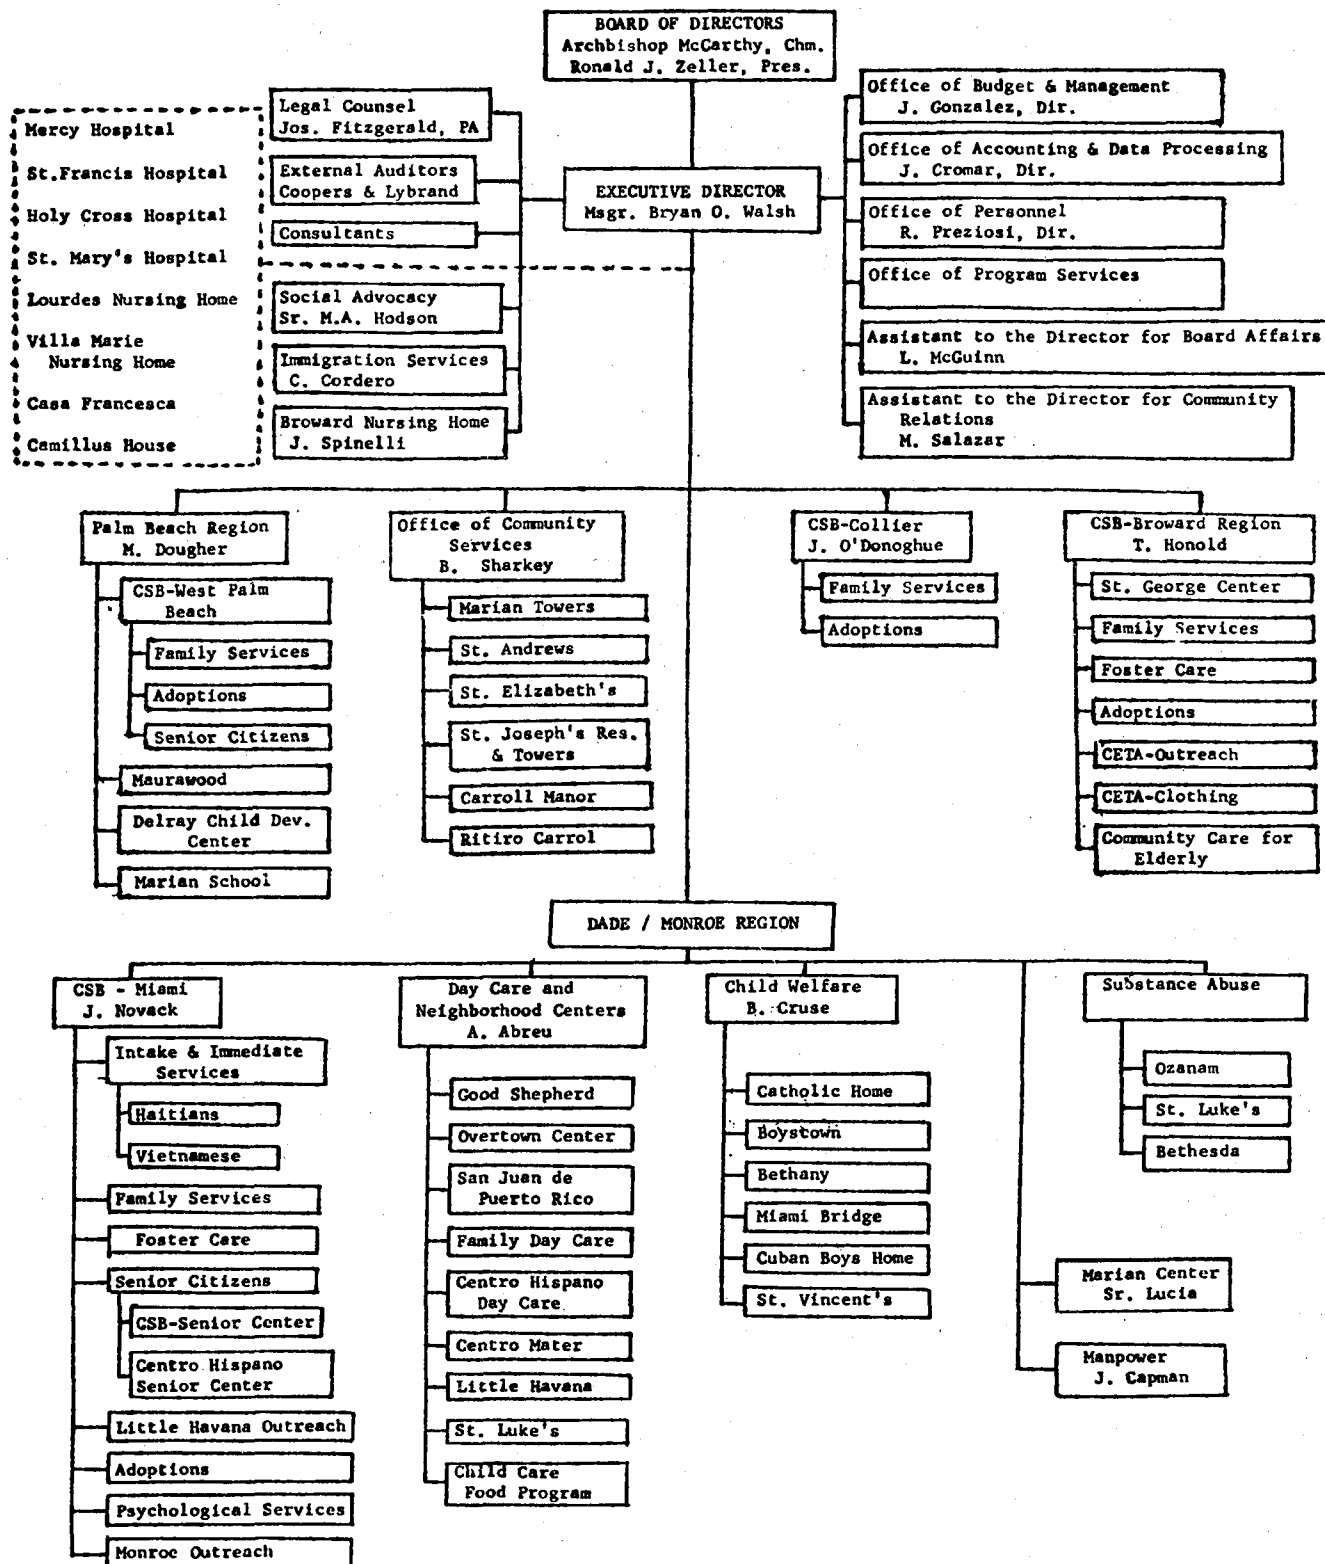 BOARD OF DIRECTORS
Archbishop McCarthy, Chm.
Ronald J. Zeller, Pres.
Mercy Hospital
St.Francis Hospital
Holy Cross Hospital
St. Mary's Hospital
Lourdes Nursing Home
Villa Marie
Nursing Home
Casa Francesca
Camillus House
Legal Counsel
Jos. Fitzgerald, PA
External Auditors
Coopers & Lybrand
Consultants
Social Advocacy
Sr. M.A. Hodson
Immigration Services
C. Cordero
Broward Nursing Home
J. Spinelli
EXECUTIVE DIRECTOR
Msgr. Bryan O. Walsh
Office of Budget & Management
J. Gonzalez, Dir.
Office of Accounting & Data Processing
J. Cromar, Dir.
Office of Personnel
R. Preziosi, Dir.
Office of Program Services
Assistant to the Director for Board Affairs
L. McGuinn
Assistant to the Director for Community
Relations
M. Salazar
Palm Beach Region
M. Dougher
CSB-West Palm
Beach
Family Services
Adoptions
Senior Citizens
Maurawood
Delray Child Dev.
Center
Marian School
Office of Community
Services
B. Sharkey
Marian Towers
St. Andrews
St. Elizabeth's
St. Joseph's Res.
& Towers
Carroll Manor
Ritiro Carrol
CSB-Collier
J. O'Donoghue
Family Services
Adoptions
CSB-Broward Region
T. Honold
St. George Center
Family Services
Foster Care
Adoptions
CETA-Outreach
CETA-Clothing
Community Care for
Elderly
DADE / MONROE REGION
CSB - Miami
J. Novack
Intake & Immediate
Services
Haitians
Vietnamese
Family Services
Foster Care
Senior Citizens
CSB-Senior Center
Centro Hispano
Senior Center
Little Havana Outreach
Adoptions
Psychological Services
Monroe Outreach
Day Care and
Neighborhood Centers
A. Abreu
Good Shepherd
Overtown Center
San Juan de
Puerto Rico
Family Day Care
Centro Hispano
Day Care
Centro Mater
Little Havana
St. Luke's
Child Care
Food Program
Child Welfare
B. Cruse
Catholic Home
Boystown
Bethany
Miami Bridge
Cuban Boys Home
St. Vincent's
Substance Abuse
Ozanam
St. Luke's
Bethesda
Marian Center
Sr. Lucia
Manpower
J. Capman